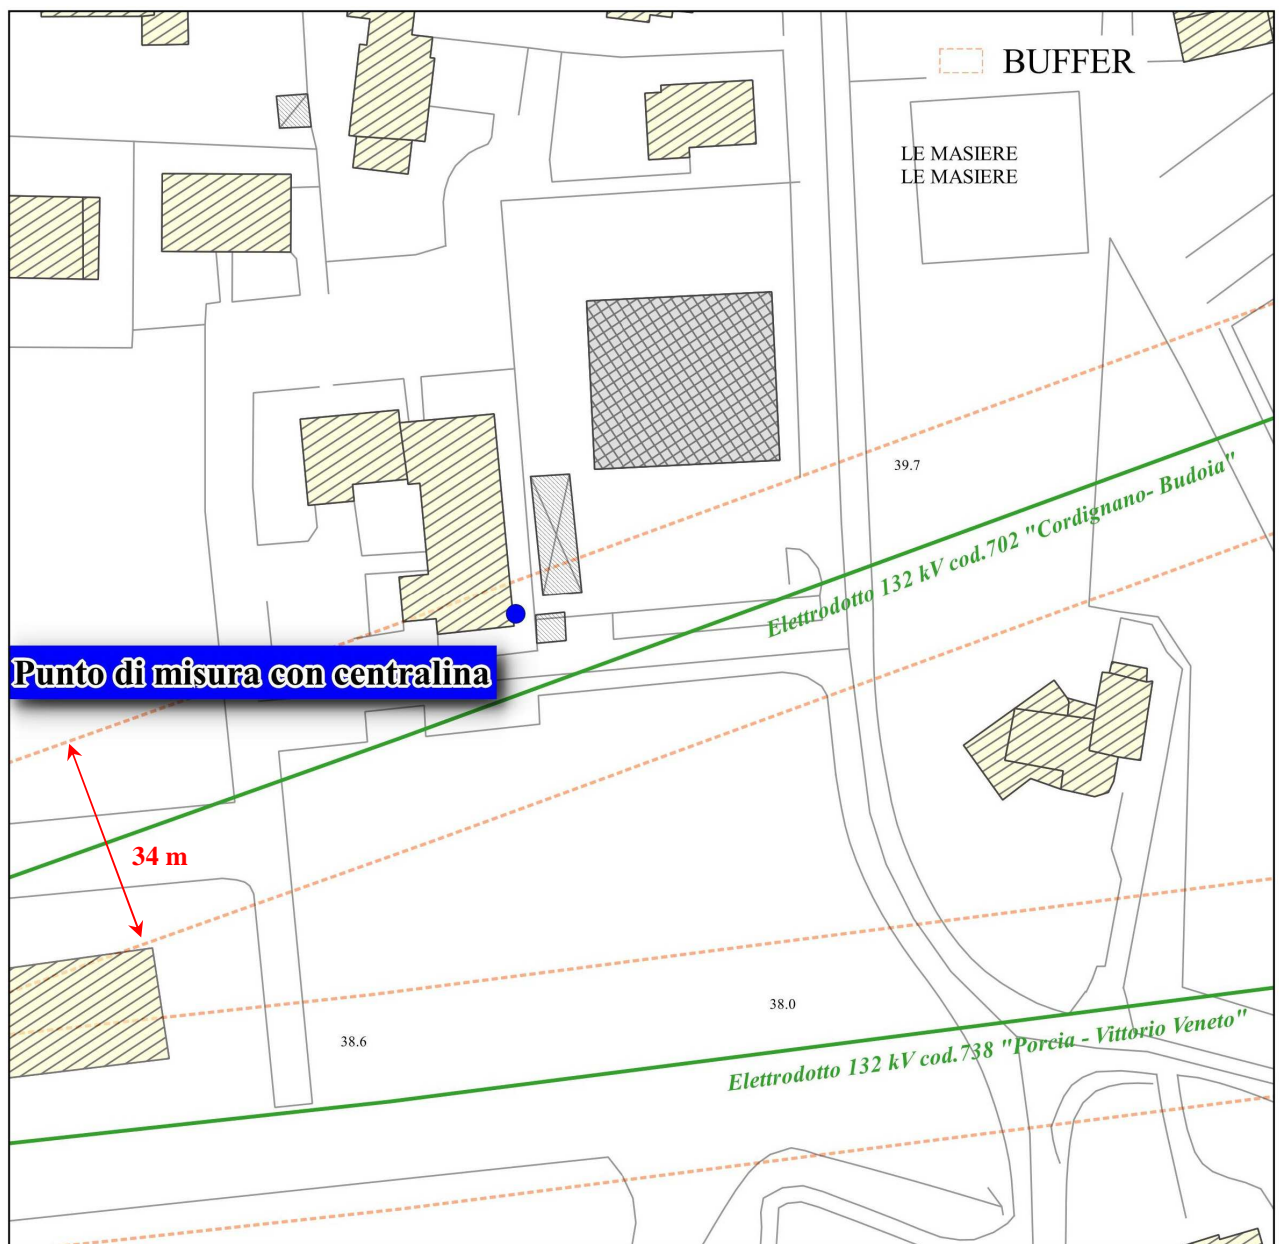 BUFFER
LE MASIERE
LE MASIERE
39.7
Elettrodotto 132 kV cod.702 "Cordignano- Budoia"
Punto di misura con centralina
34 m
38.0
38.6
Elettrodotto 132 kV cod.738 "Porcia - Vittorio Veneto"